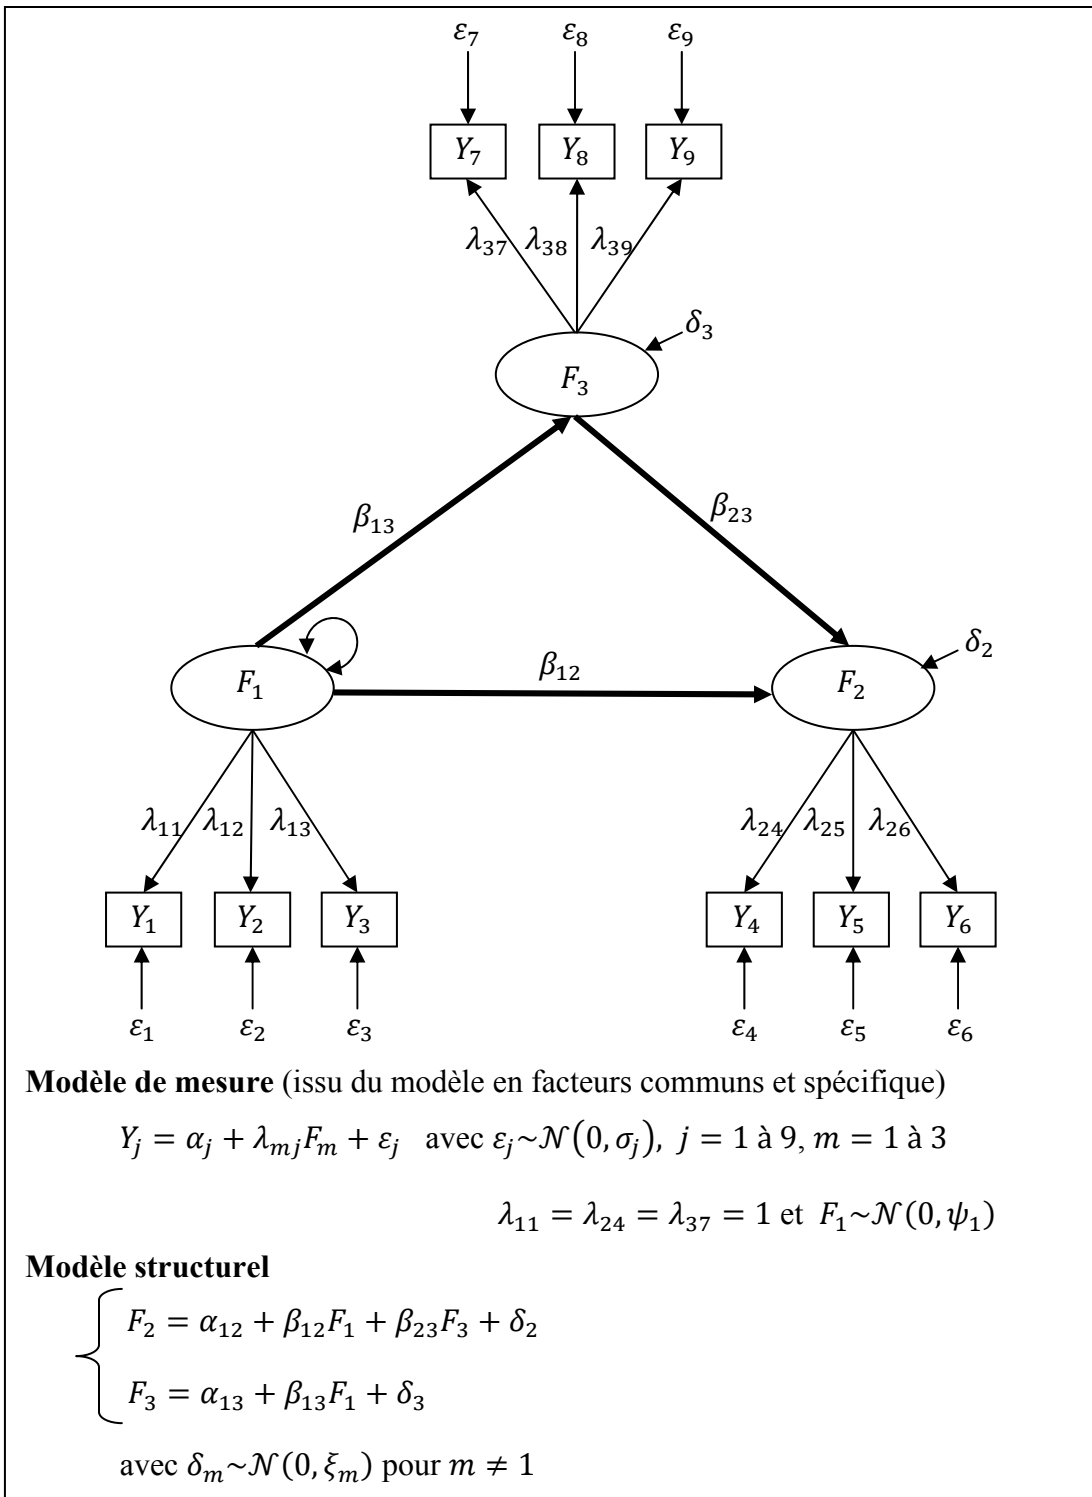 ε₇ ε₈ ε₉
Y₇ Y₈ Y₉
λ₃₇ λ₃₈ λ₃₉
δ₃
F₃
β₁₃ β₂₃
δ₂
F₁ β₁₂ F₂
λ₁₁ λ₁₂ λ₁₃ λ₂₄ λ₂₅ λ₂₆
Y₁ Y₂ Y₃ Y₄ Y₅ Y₆
ε₁ ε₂ ε₃ ε₄ ε₅ ε₆
Modèle de mesure (issu du modèle en facteurs communs et spécifique)
Yⱼ = αⱼ + λₘⱼFₘ + εⱼ avec εⱼ~𝒩(0, σⱼ), j = 1 à 9, m = 1 à 3
λ₁₁ = λ₂₄ = λ₃₇ = 1 et F₁~𝒩(0, ψ₁)
Modèle structurel
F₂ = α₁₂ + β₁₂F₁ + β₂₃F₃ + δ₂
F₃ = α₁₃ + β₁₃F₁ + δ₃
avec δₘ~𝒩(0, ξₘ) pour m ≠ 1